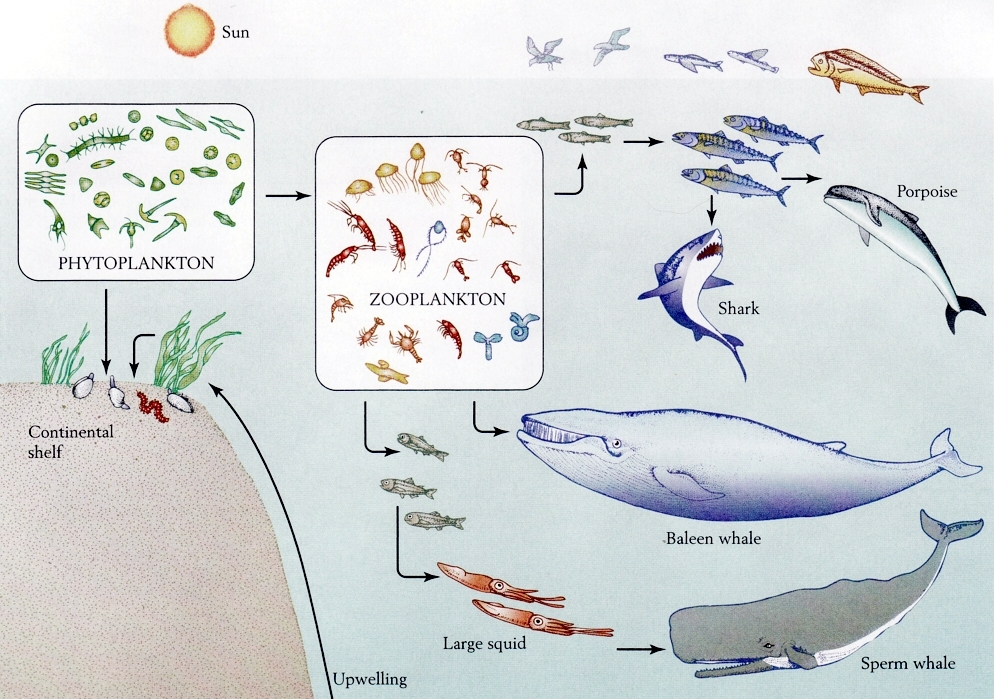 Sun
Porpoise
PHYTOPLANKTON
ZOOPLANKTON
Shark
Continental
shelf
Baleen whale
Large squid
Sperm whale
Upwelling